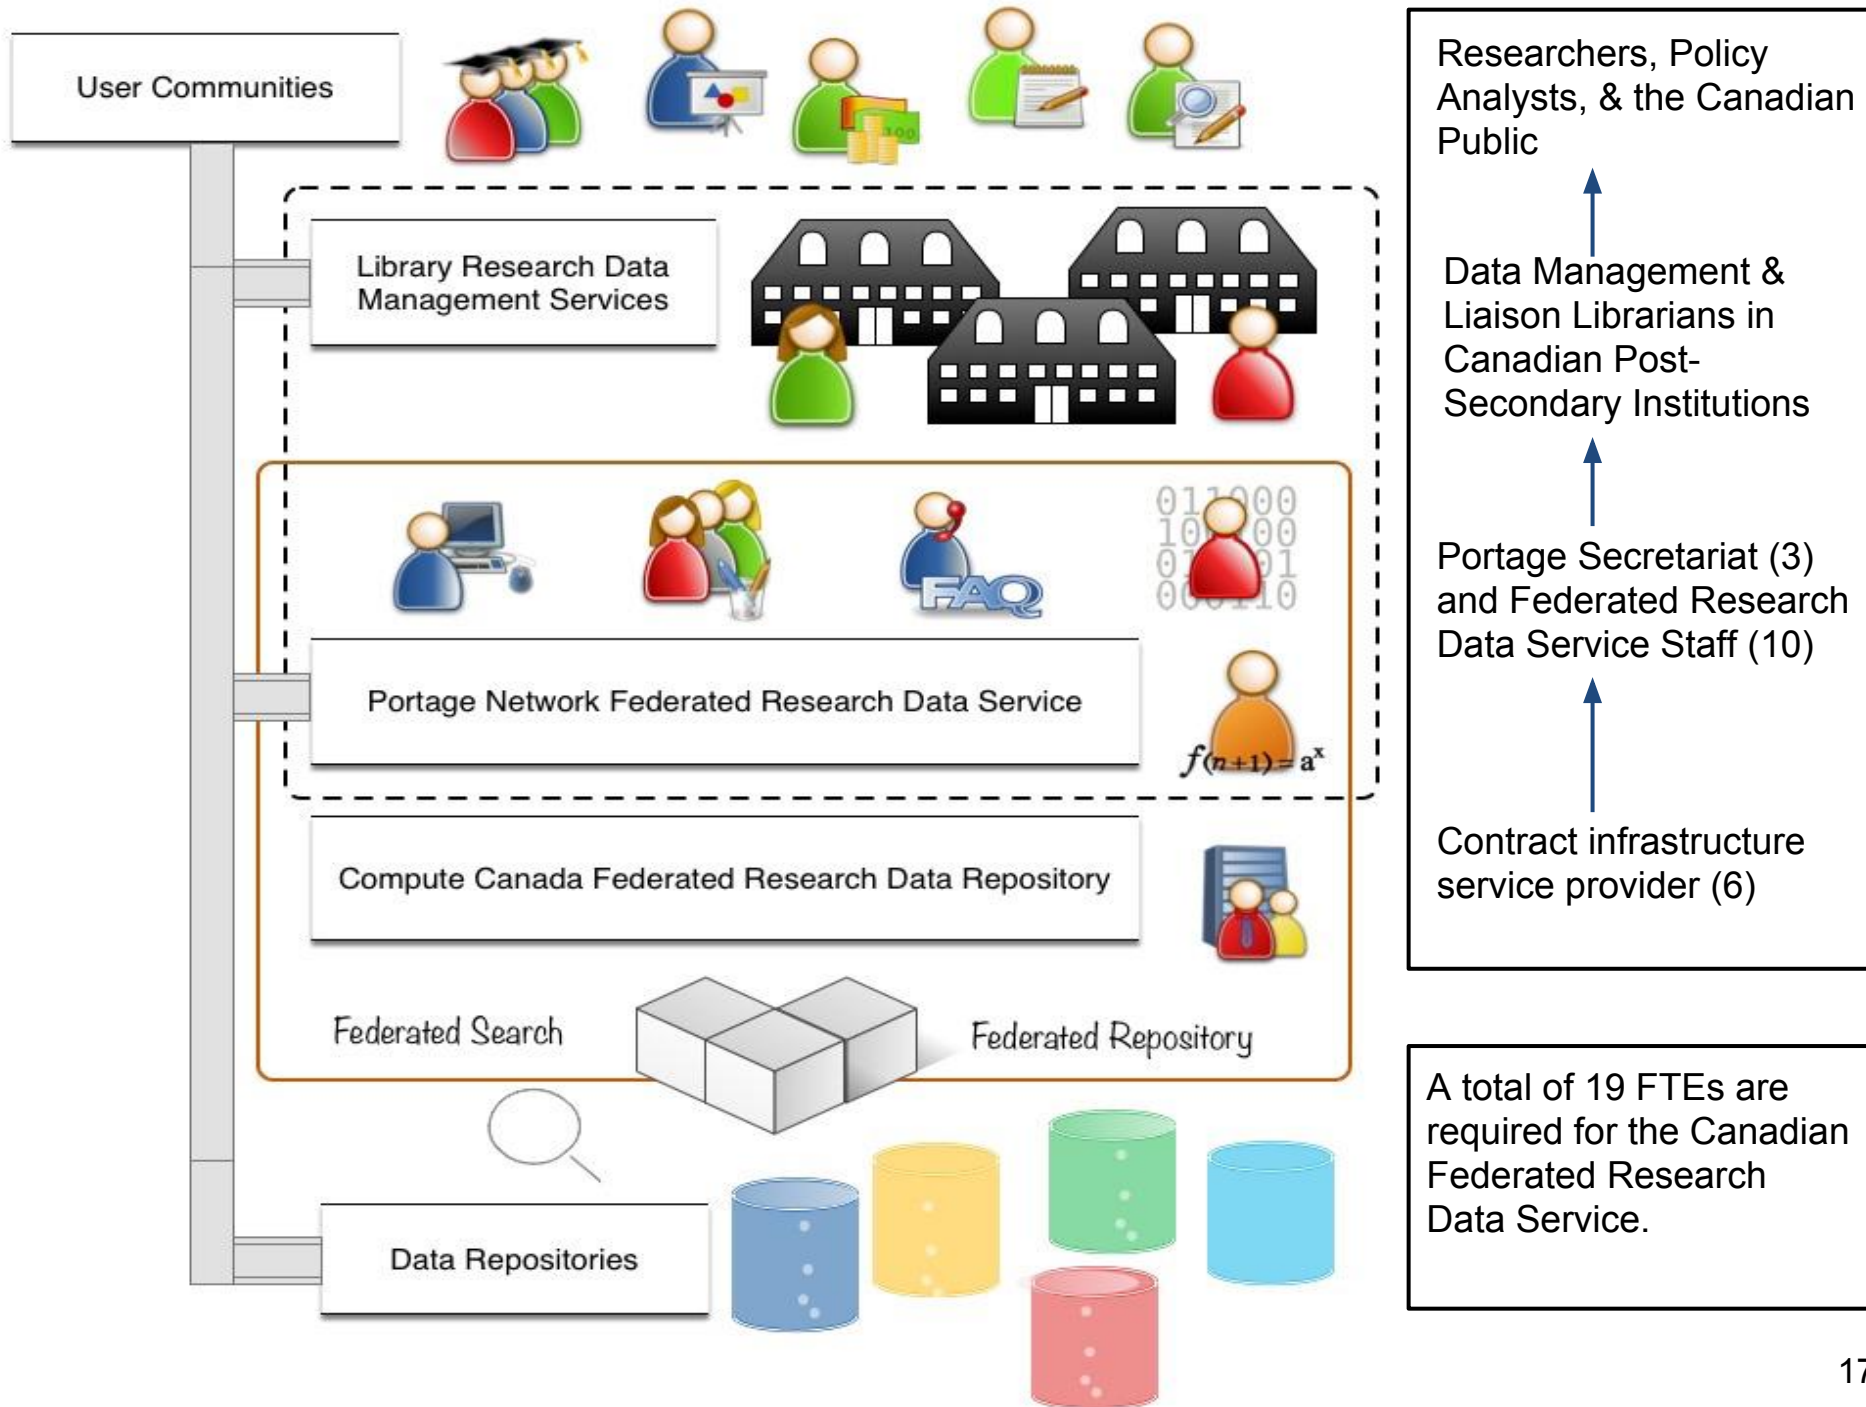 User Communities
100
Library Research Data
Management Services
FAQ
Portage Network Federated Research Data Service
f(n+1) = aˣ
Compute Canada Federated Research Data Repository
Federated Search
Federated Repository
Data Repositories
Researchers, Policy
Analysts, & the Canadian
Public
Data Management &
Liaison Librarians in
Canadian Post-
Secondary Institutions
Portage Secretariat (3)
and Federated Research
Data Service Staff (10)
Contract infrastructure
service provider (6)
A total of 19 FTEs are
required for the Canadian
Federated Research
Data Service.
17